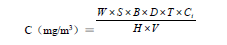 C（mg/m³）= W×S×B×D×T×Cᵢ / H×V